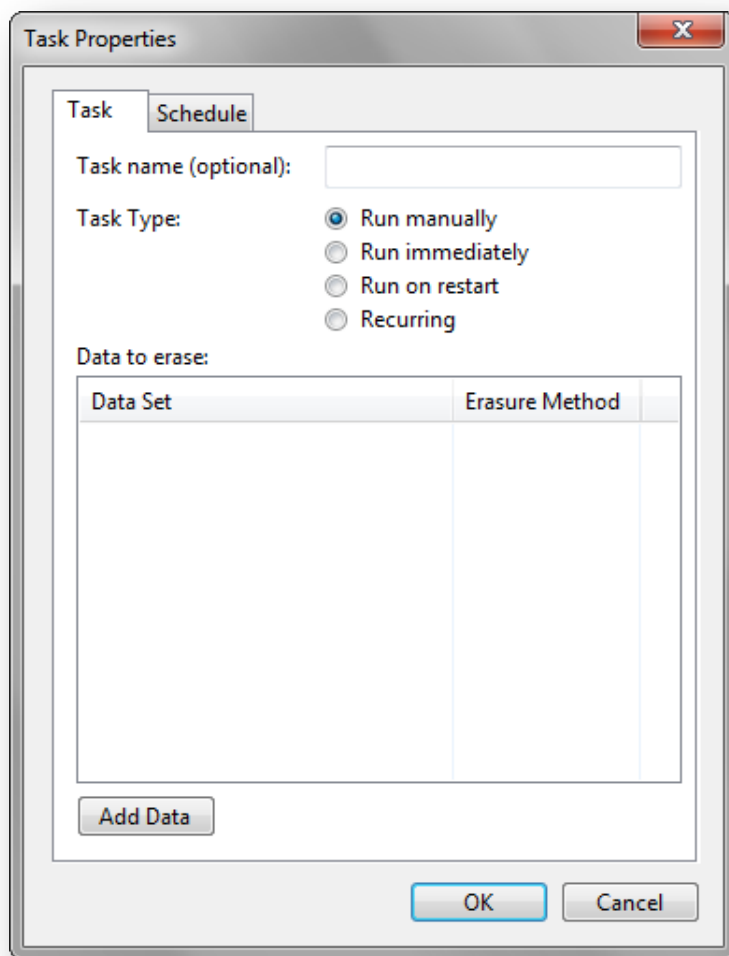 Task Properties
Task
Schedule
Task name (optional):
Task Type:
Run manually
Run immediately
Run on restart
Recurring
Data to erase:
Data Set
Erasure Method
Add Data
OK
Cancel